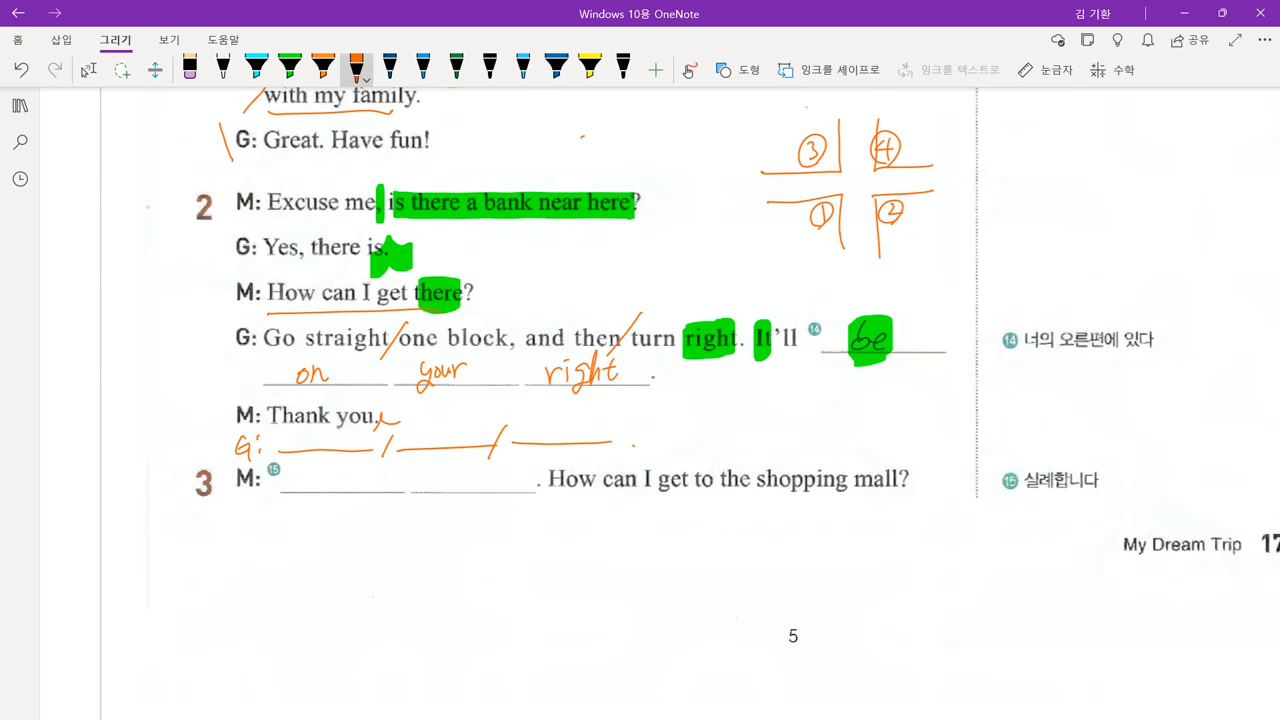 Windows 10용 OneNote
김 기환
홈 삽입 그리기 보기 도움말
공유
도형 잉크를 셰이프로 잉크를 텍스트로 눈금자 수학
with my family.
G: Great. Have fun!
③ ④
① ②
2 M: Excuse me, is there a bank near here?
G: Yes, there is.
M: How can I get there?
G: Go straight one block, and then turn right. It'll ⑭ be
⑭ 너의 오른편에 있다
on your right.
M: Thank you.
G:
3 M: ⑮ . How can I get to the shopping mall?
⑮ 실례합니다
My Dream Trip 17
5